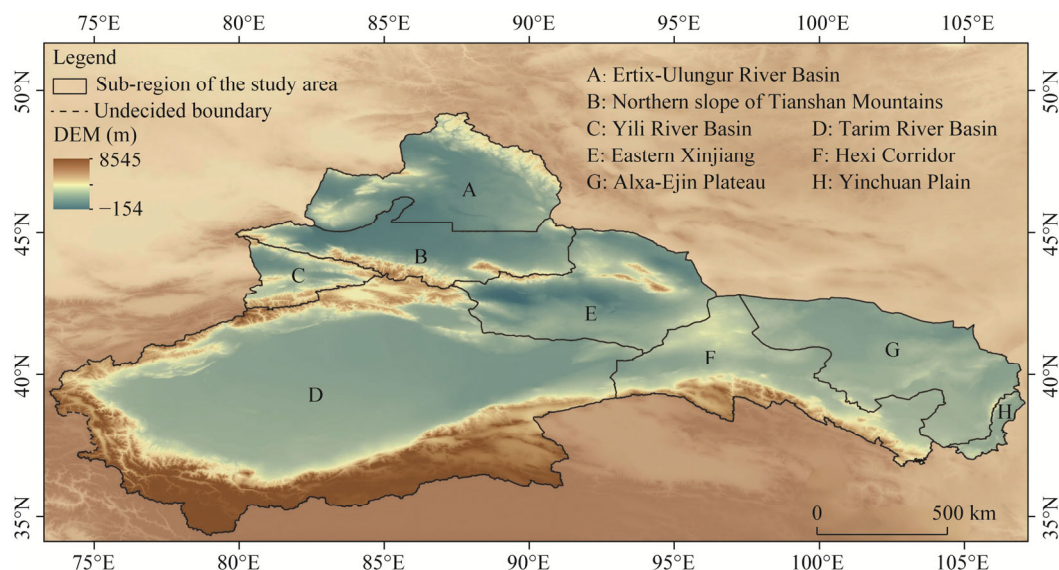 75°E 80°E 85°E 90°E 95°E 100°E 105°E
Legend
Sub-region of the study area
Undecided boundary
DEM (m)
8545
−154
A: Ertix-Ulungur River Basin
B: Northern slope of Tianshan Mountains
C: Yili River Basin D: Tarim River Basin
E: Eastern Xinjiang F: Hexi Corridor
G: Alxa-Ejin Plateau H: Yinchuan Plain
50°N
45°N
40°N
35°N
50°N
45°N
40°N
35°N
A
B
C
E
F
G
D
H
0 500 km
75°E 80°E 85°E 90°E 95°E 100°E 105°E